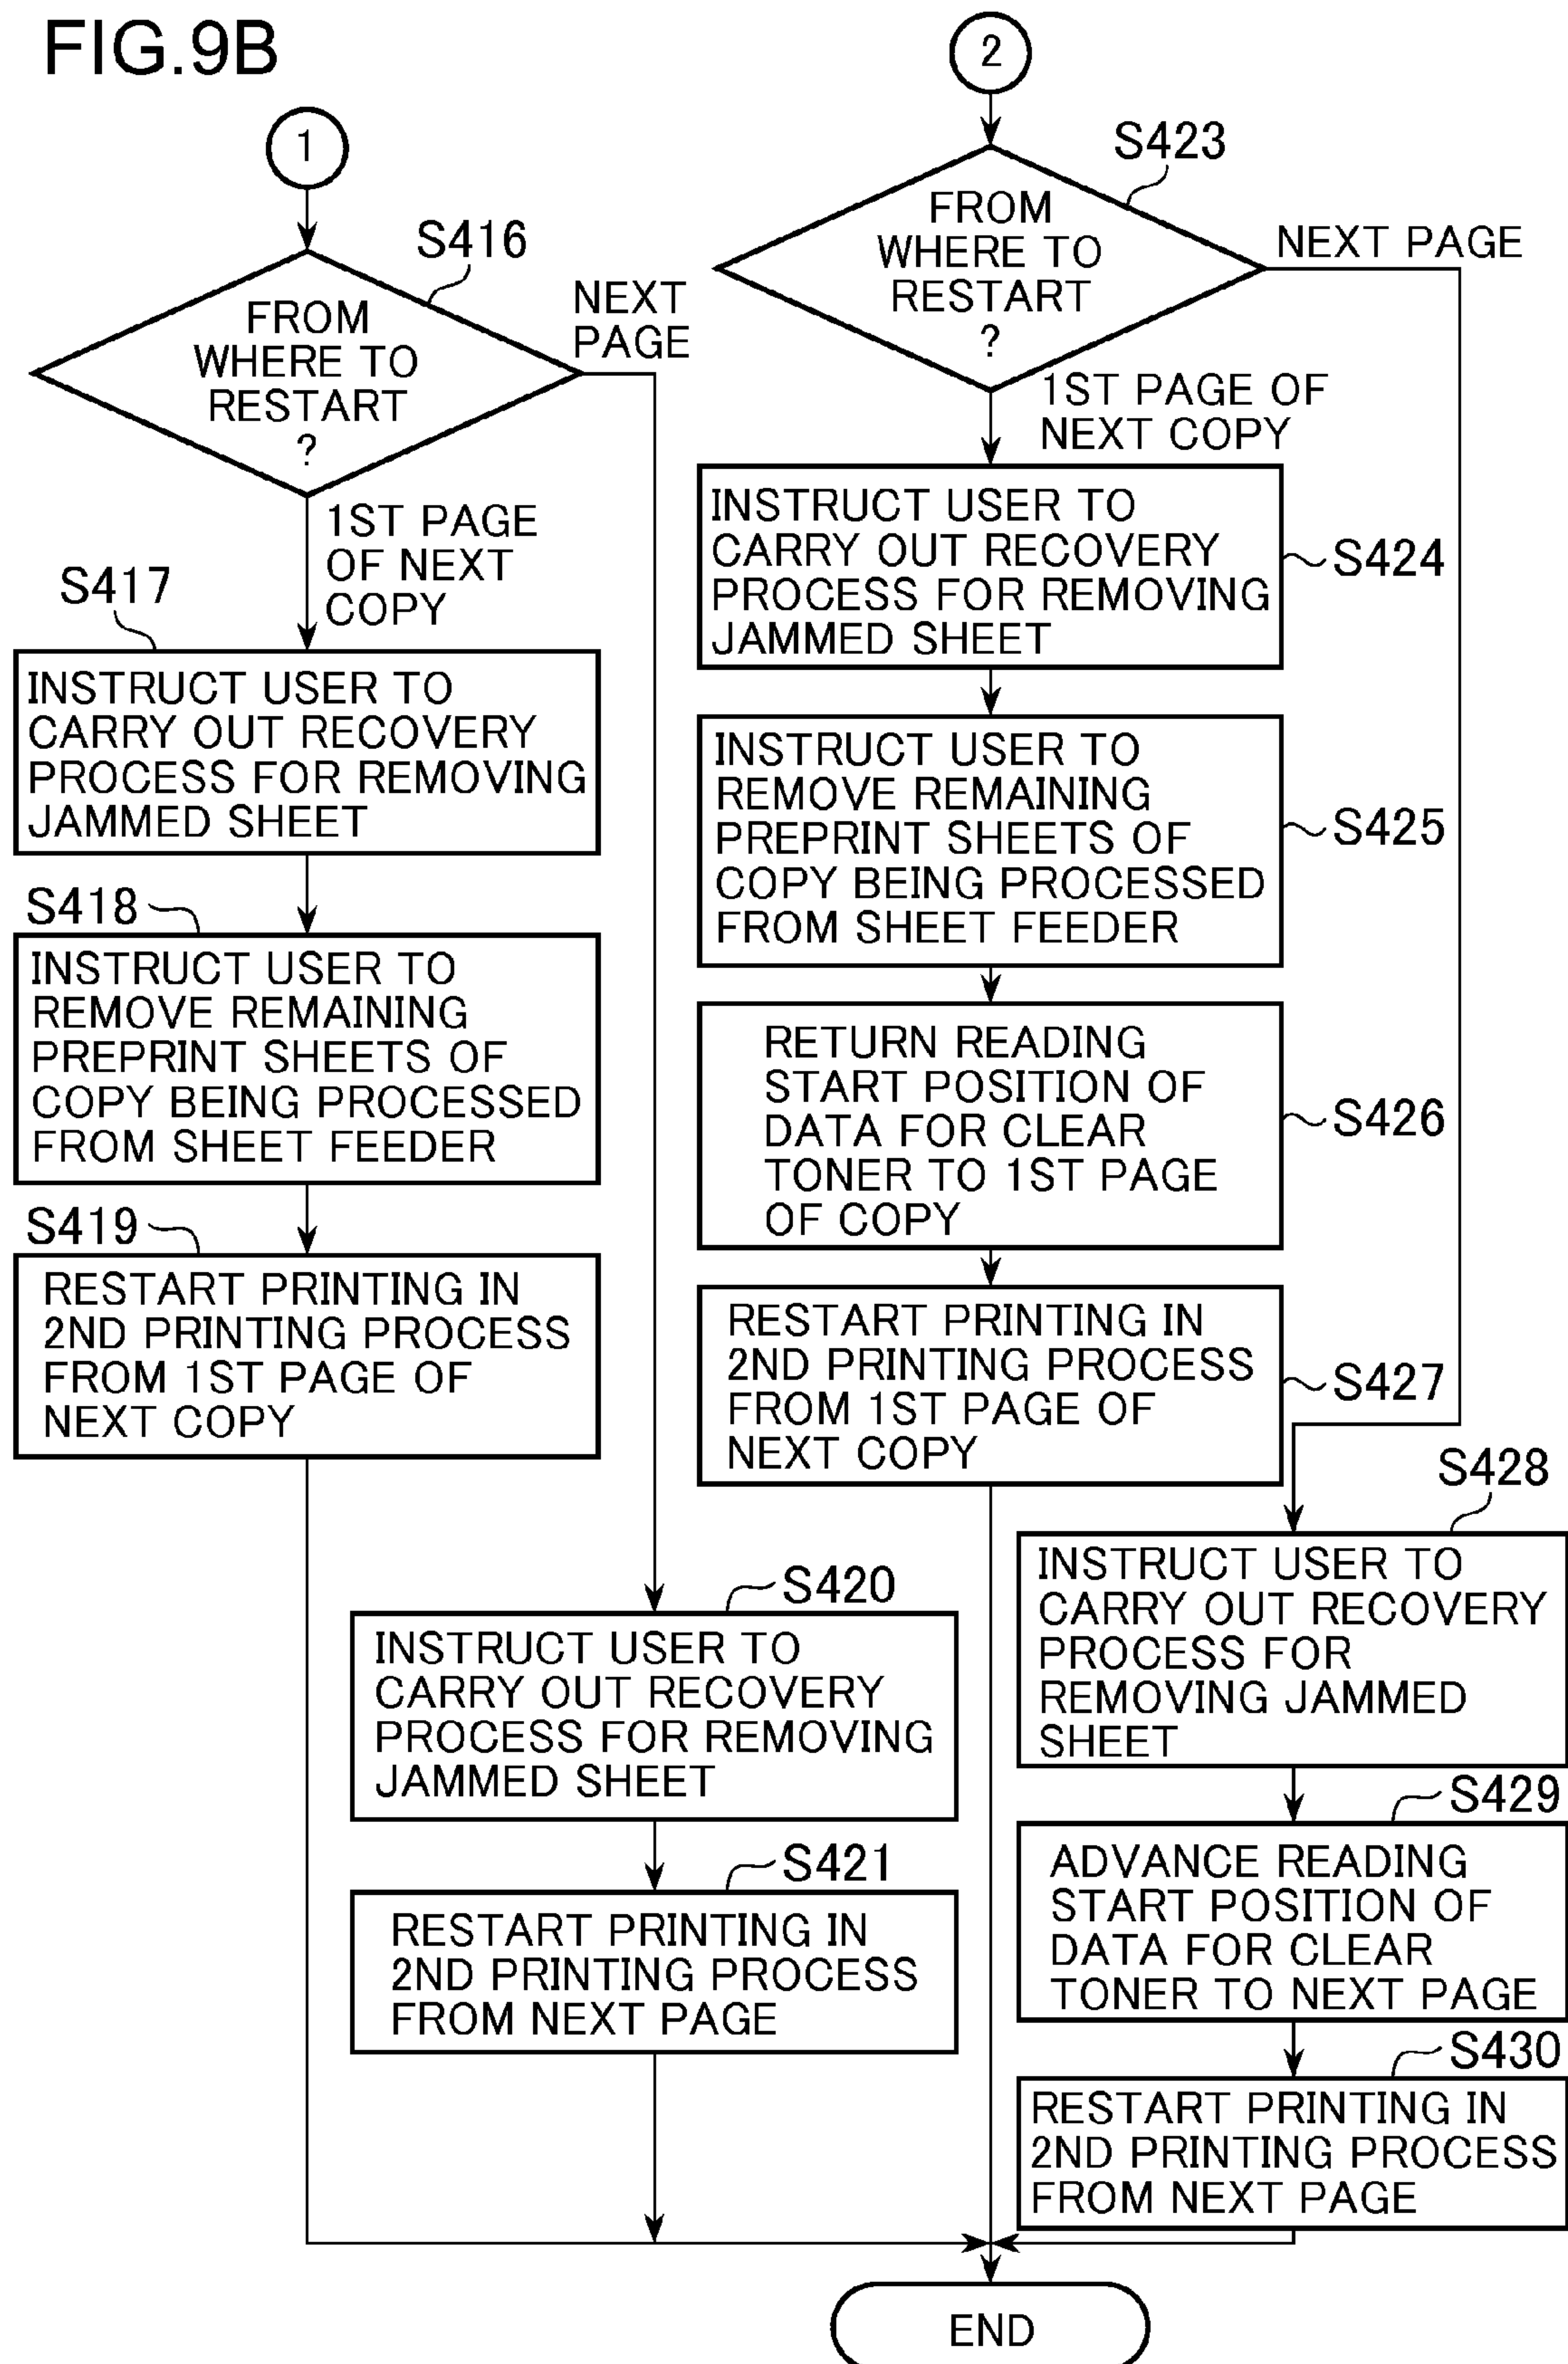 FIG.9B
1
S416
FROM
WHERE TO
RESTART
?
NEXT
PAGE
1ST PAGE
OF NEXT
COPY
S417
INSTRUCT USER TO
CARRY OUT RECOVERY
PROCESS FOR REMOVING
JAMMED SHEET
S418
INSTRUCT USER TO
REMOVE REMAINING
PREPRINT SHEETS OF
COPY BEING PROCESSED
FROM SHEET FEEDER
S419
RESTART PRINTING IN
2ND PRINTING PROCESS
FROM 1ST PAGE OF
NEXT COPY
S420
INSTRUCT USER TO
CARRY OUT RECOVERY
PROCESS FOR REMOVING
JAMMED SHEET
S421
RESTART PRINTING IN
2ND PRINTING PROCESS
FROM NEXT PAGE
2
S423
FROM
WHERE TO
RESTART
?
NEXT PAGE
1ST PAGE OF
NEXT COPY
INSTRUCT USER TO
CARRY OUT RECOVERY
PROCESS FOR REMOVING
JAMMED SHEET
S424
INSTRUCT USER TO
REMOVE REMAINING
PREPRINT SHEETS OF
COPY BEING PROCESSED
FROM SHEET FEEDER
S425
RETURN READING
START POSITION OF
DATA FOR CLEAR
TONER TO 1ST PAGE
OF COPY
S426
RESTART PRINTING IN
2ND PRINTING PROCESS
FROM 1ST PAGE OF
NEXT COPY
S427
S428
INSTRUCT USER TO
CARRY OUT RECOVERY
PROCESS FOR
REMOVING JAMMED
SHEET
S429
ADVANCE READING
START POSITION OF
DATA FOR CLEAR
TONER TO NEXT PAGE
S430
RESTART PRINTING IN
2ND PRINTING PROCESS
FROM NEXT PAGE
END